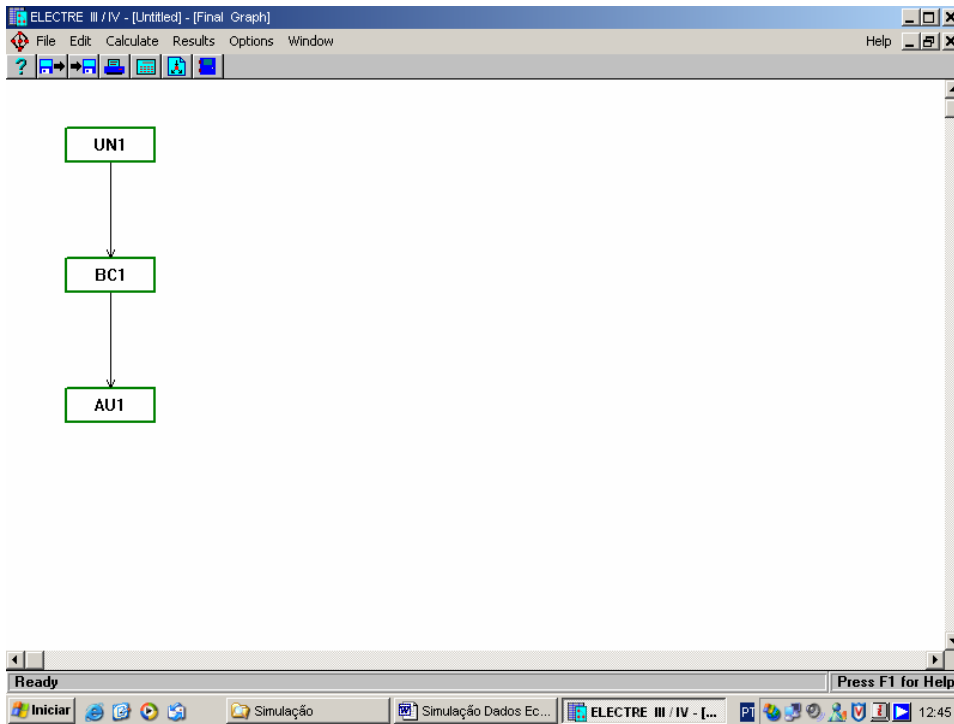 ELECTRE III / IV - [Untitled] - [Final Graph]
File Edit Calculate Results Options Window Help
?
UN1
BC1
AU1
Ready Press F1 for Help
Iniciar Simulação Simulação Dados Ec... ELECTRE III / IV - [... PT 12:45